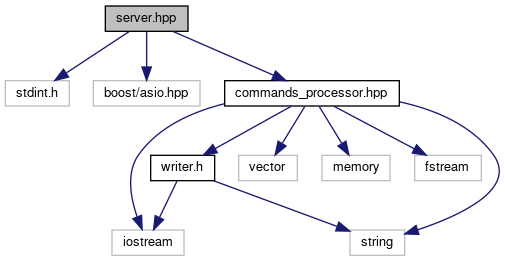 server.hpp
stdint.h
boost/asio.hpp
commands_processor.hpp
writer.h
vector
memory
fstream
iostream
string